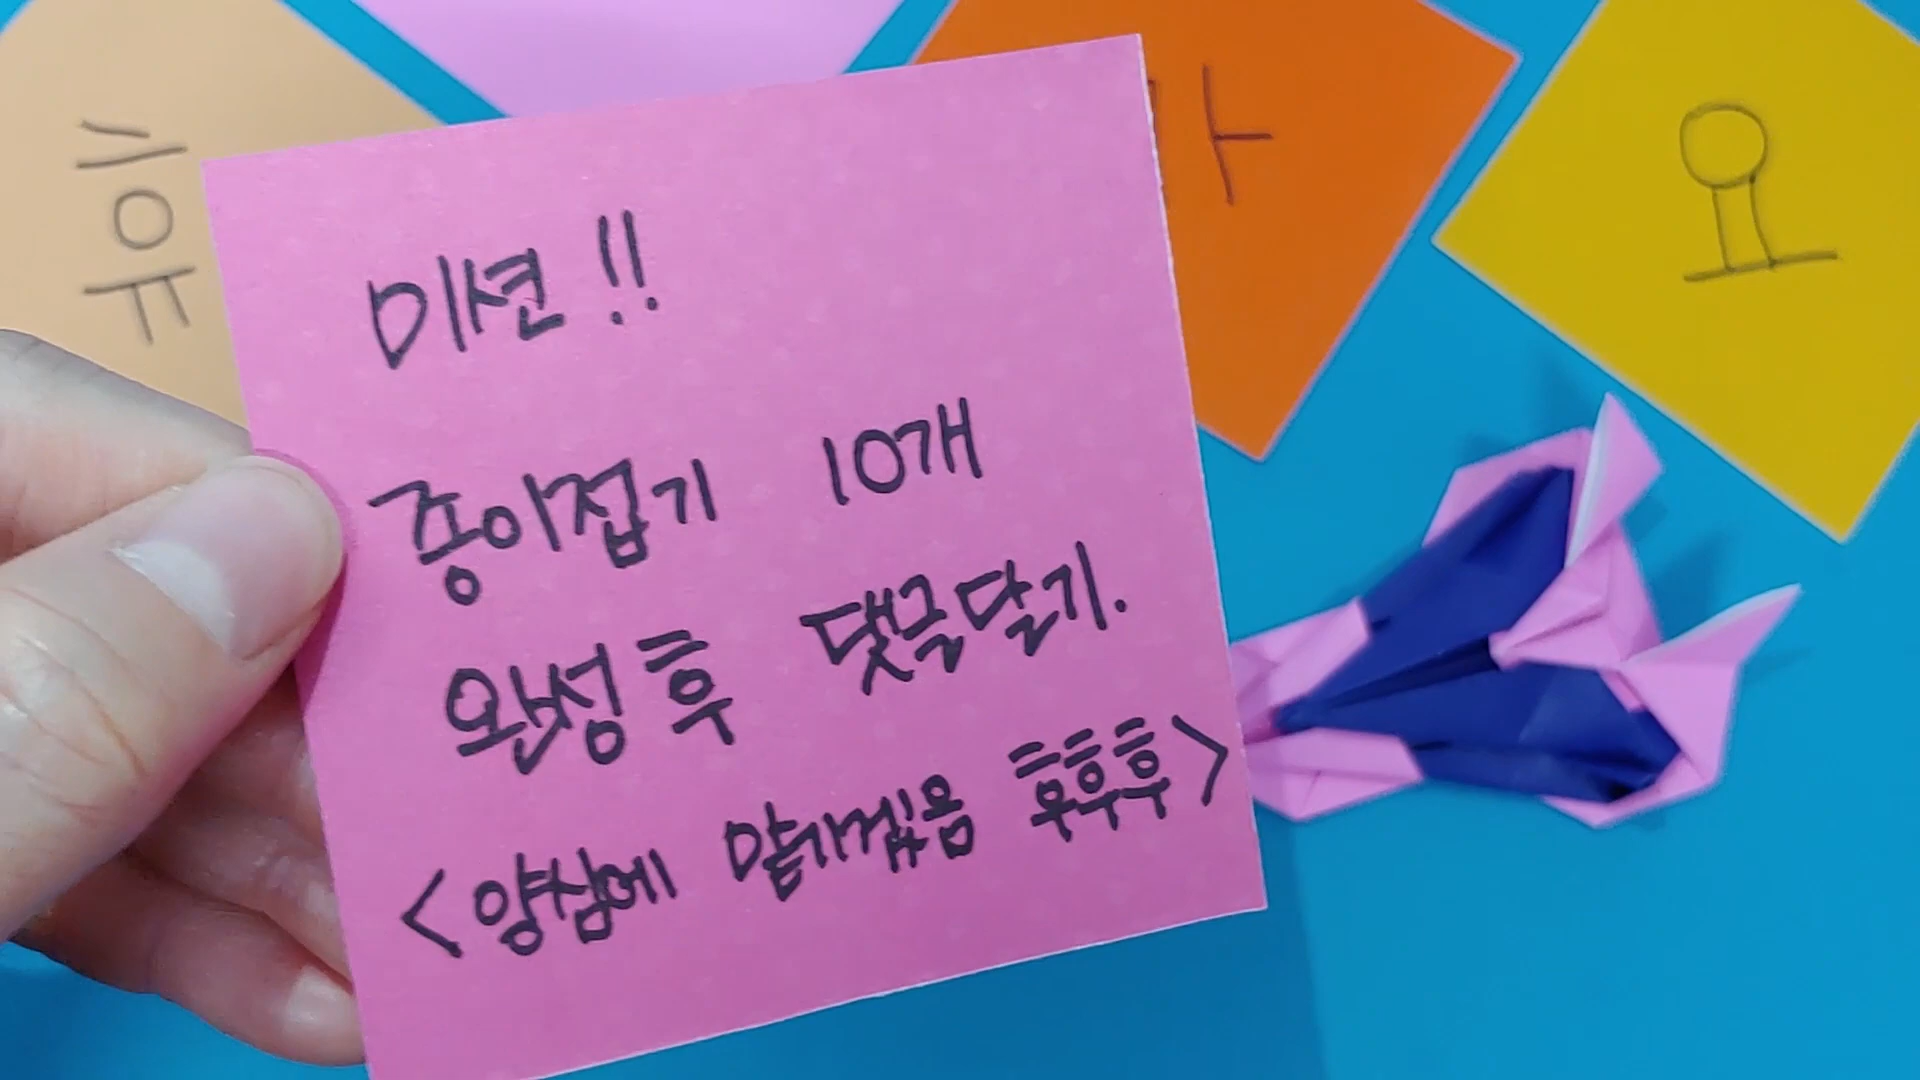 미션!!
종이접기 10개
완성 후 댓글달기.
<양심에 맡기겠음 후후후>
휴
요